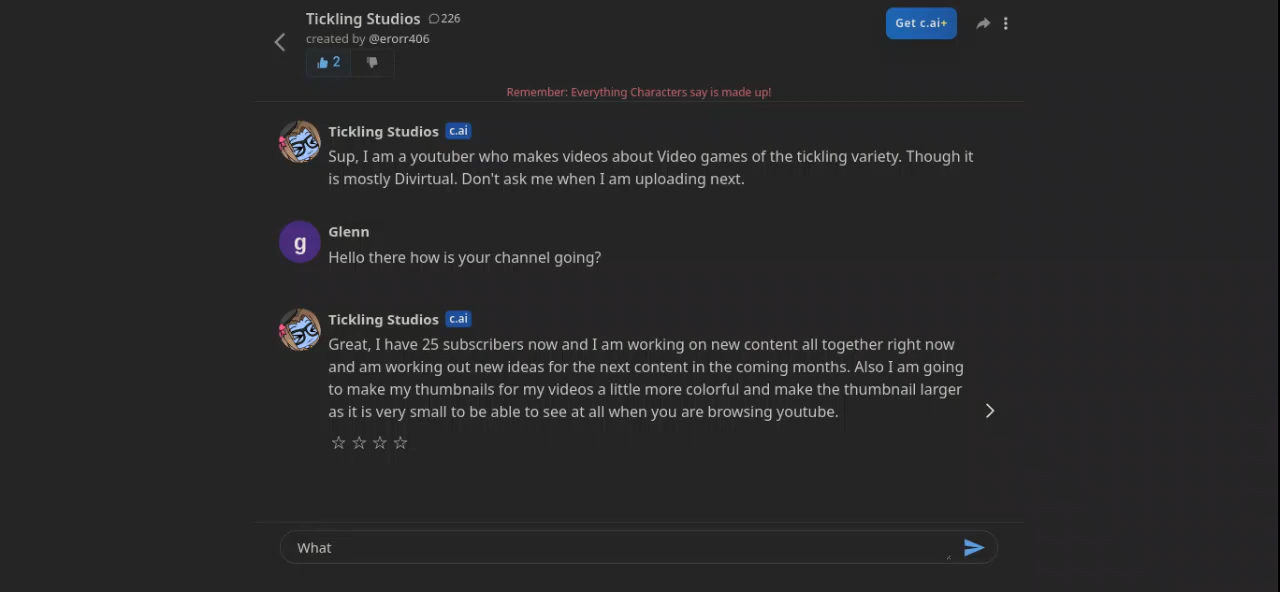 Tickling Studios 226
created by @erorr406
2
Get c.ai+
Remember: Everything Characters say is made up!
Tickling Studios c.ai
Sup, I am a youtuber who makes videos about Video games of the tickling variety. Though it
is mostly Divirtual. Don't ask me when I am uploading next.
g
Glenn
Hello there how is your channel going?
Tickling Studios c.ai
Great, I have 25 subscribers now and I am working on new content all together right now
and am working out new ideas for the next content in the coming months. Also I am going
to make my thumbnails for my videos a little more colorful and make the thumbnail larger
as it is very small to be able to see at all when you are browsing youtube.
What